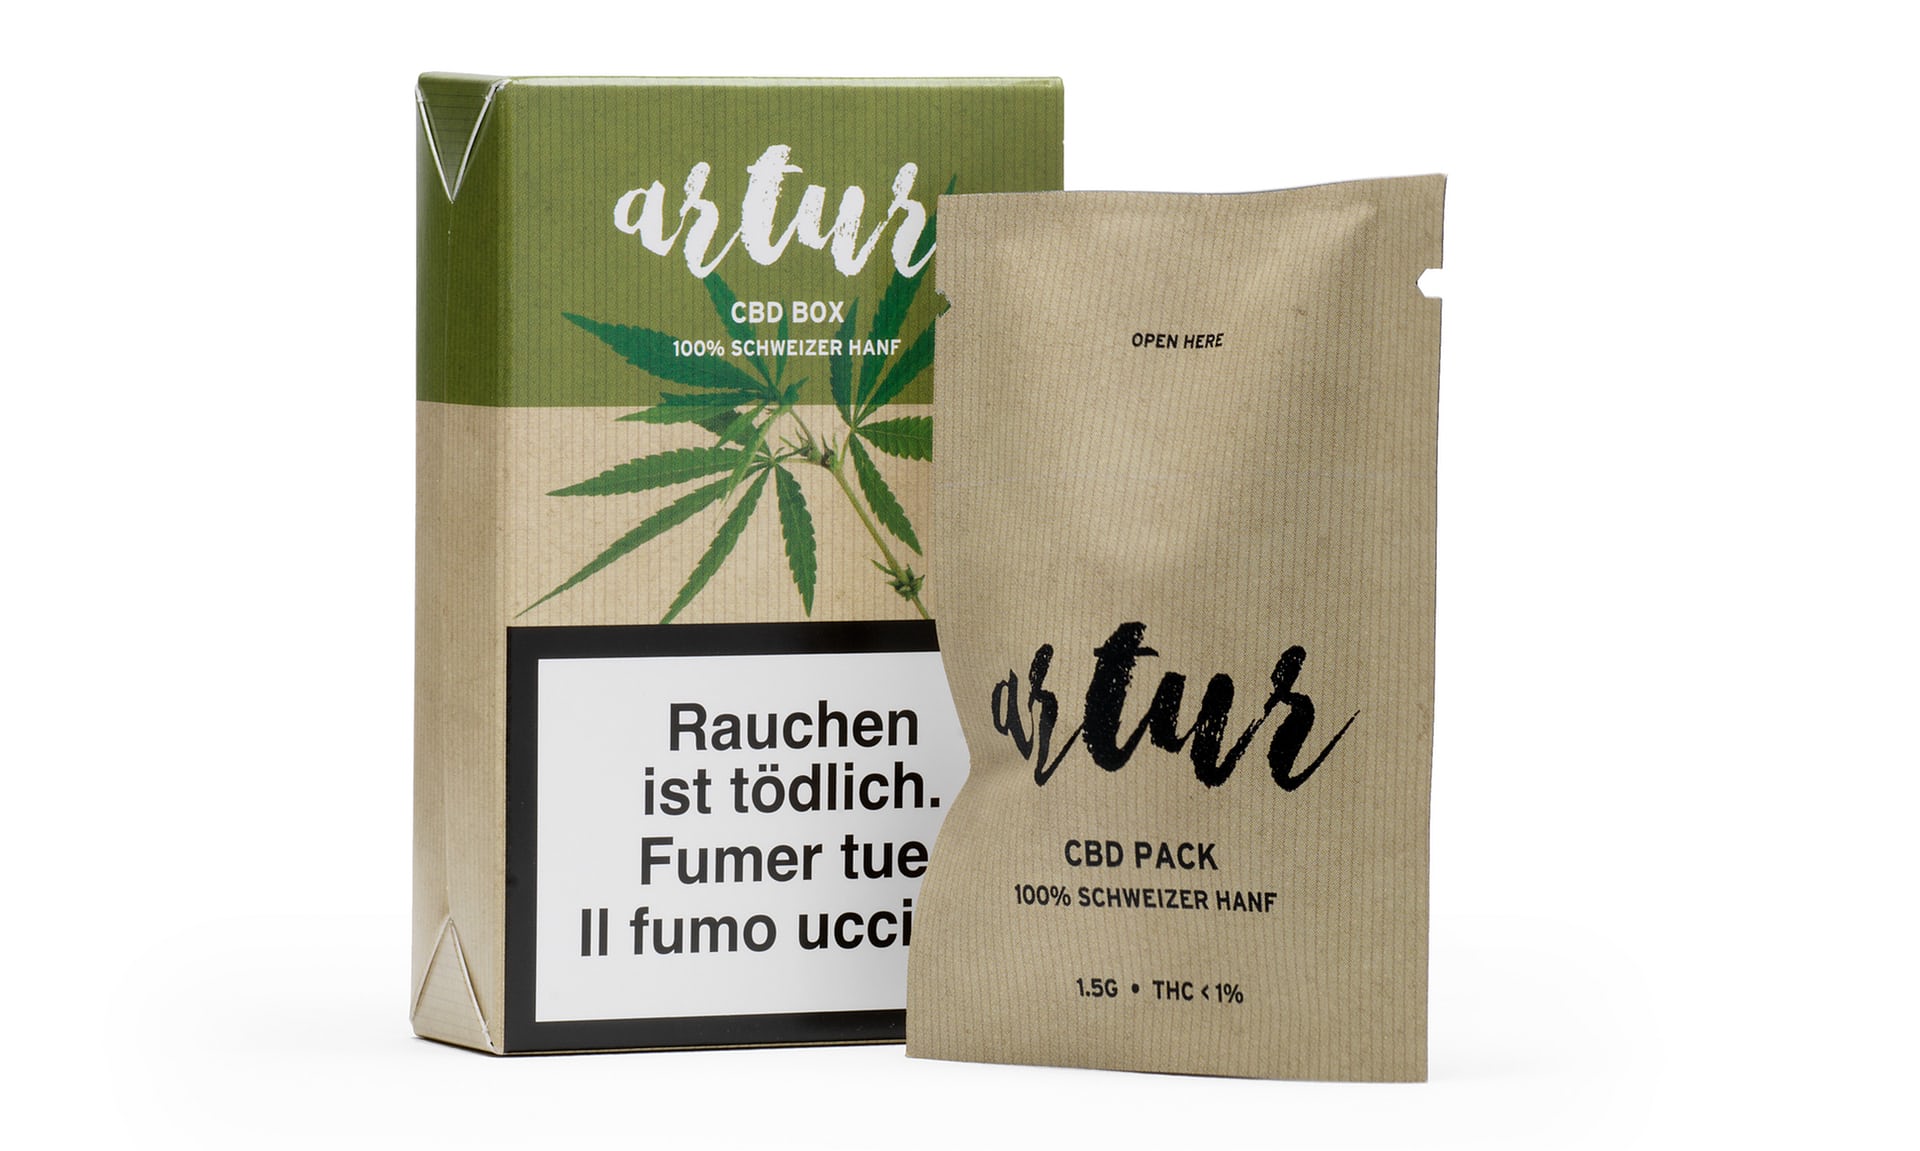 artur
CBD BOX
100% SCHWEIZER HANF
Rauchen
ist tödlich.
Fumer tue
Il fumo ucci
OPEN HERE
artur
CBD PACK
100% SCHWEIZER HANF
1.5G • THC < 1%